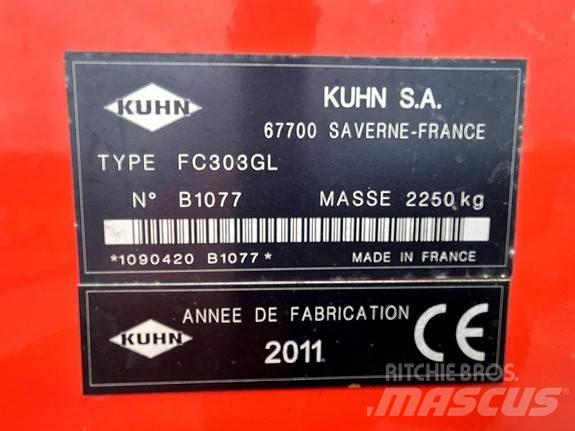 KUHN
KUHN S.A.
67700 SAVERNE-FRANCE
TYPE FC303GL
N° B1077 MASSE 2250 kg
*1090420 B1077*
MADE IN FRANCE
KUHN
ANNEE DE FABRICATION
2011
CE
RITCHIE BROS.
MASCUS